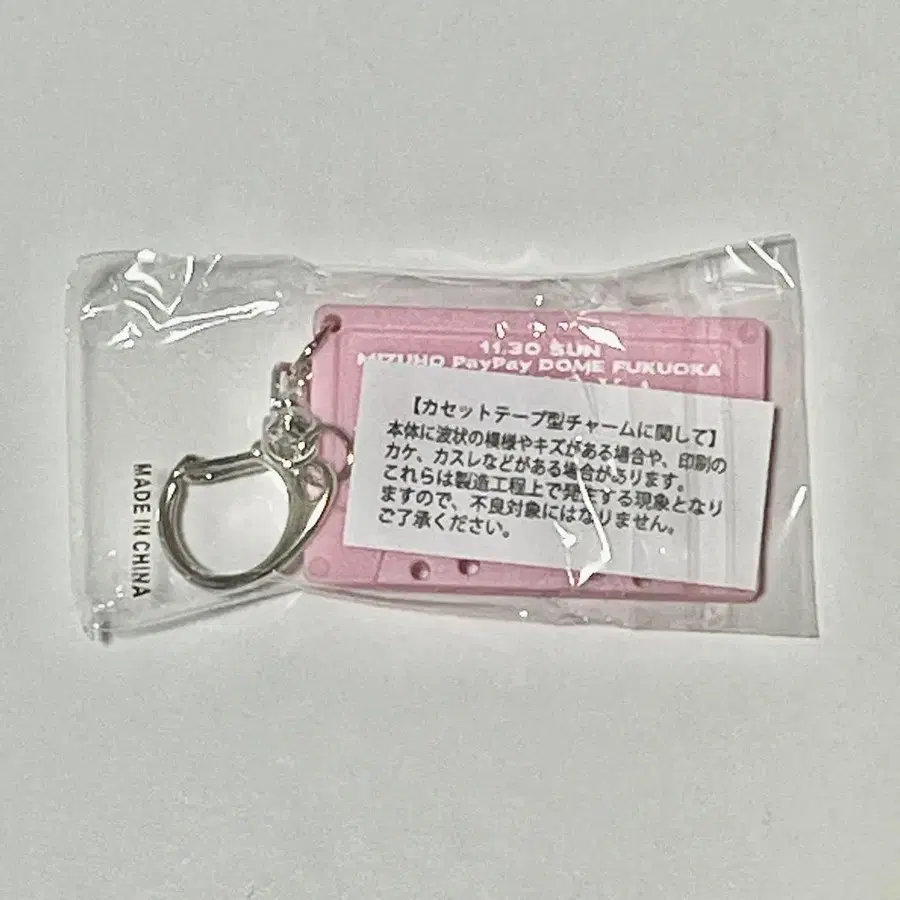 11.30 SUN
MIZUHO PayPay DOME FUKUOKA
【カセットテープ型チャームに関して】
本体に波状の模様やキズがある場合や、印刷の
カケ、カスレなどがある場合があります。
これらは製造工程上で発生する現象となり
ますので、不良対象にはなりません。
ご了承ください。
MADE IN CHINA